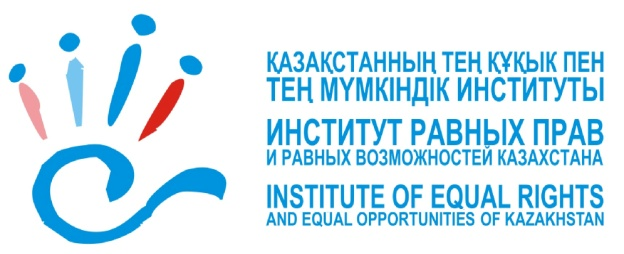 ҚАЗАҚСТАННЫҢ ТЕҢ ҚҰҚЫК ПЕН
ТЕҢ МҮМКІНДІК ИНСТИТУТЫ
ИНСТИТУТ РАВНЫХ ПРАВ
И РАВНЫХ ВОЗМОЖНОСТЕЙ КАЗАХСТАНА
INSTITUTE OF EQUAL RIGHTS
AND EQUAL OPPORTUNITIES OF KAZAKHSTAN